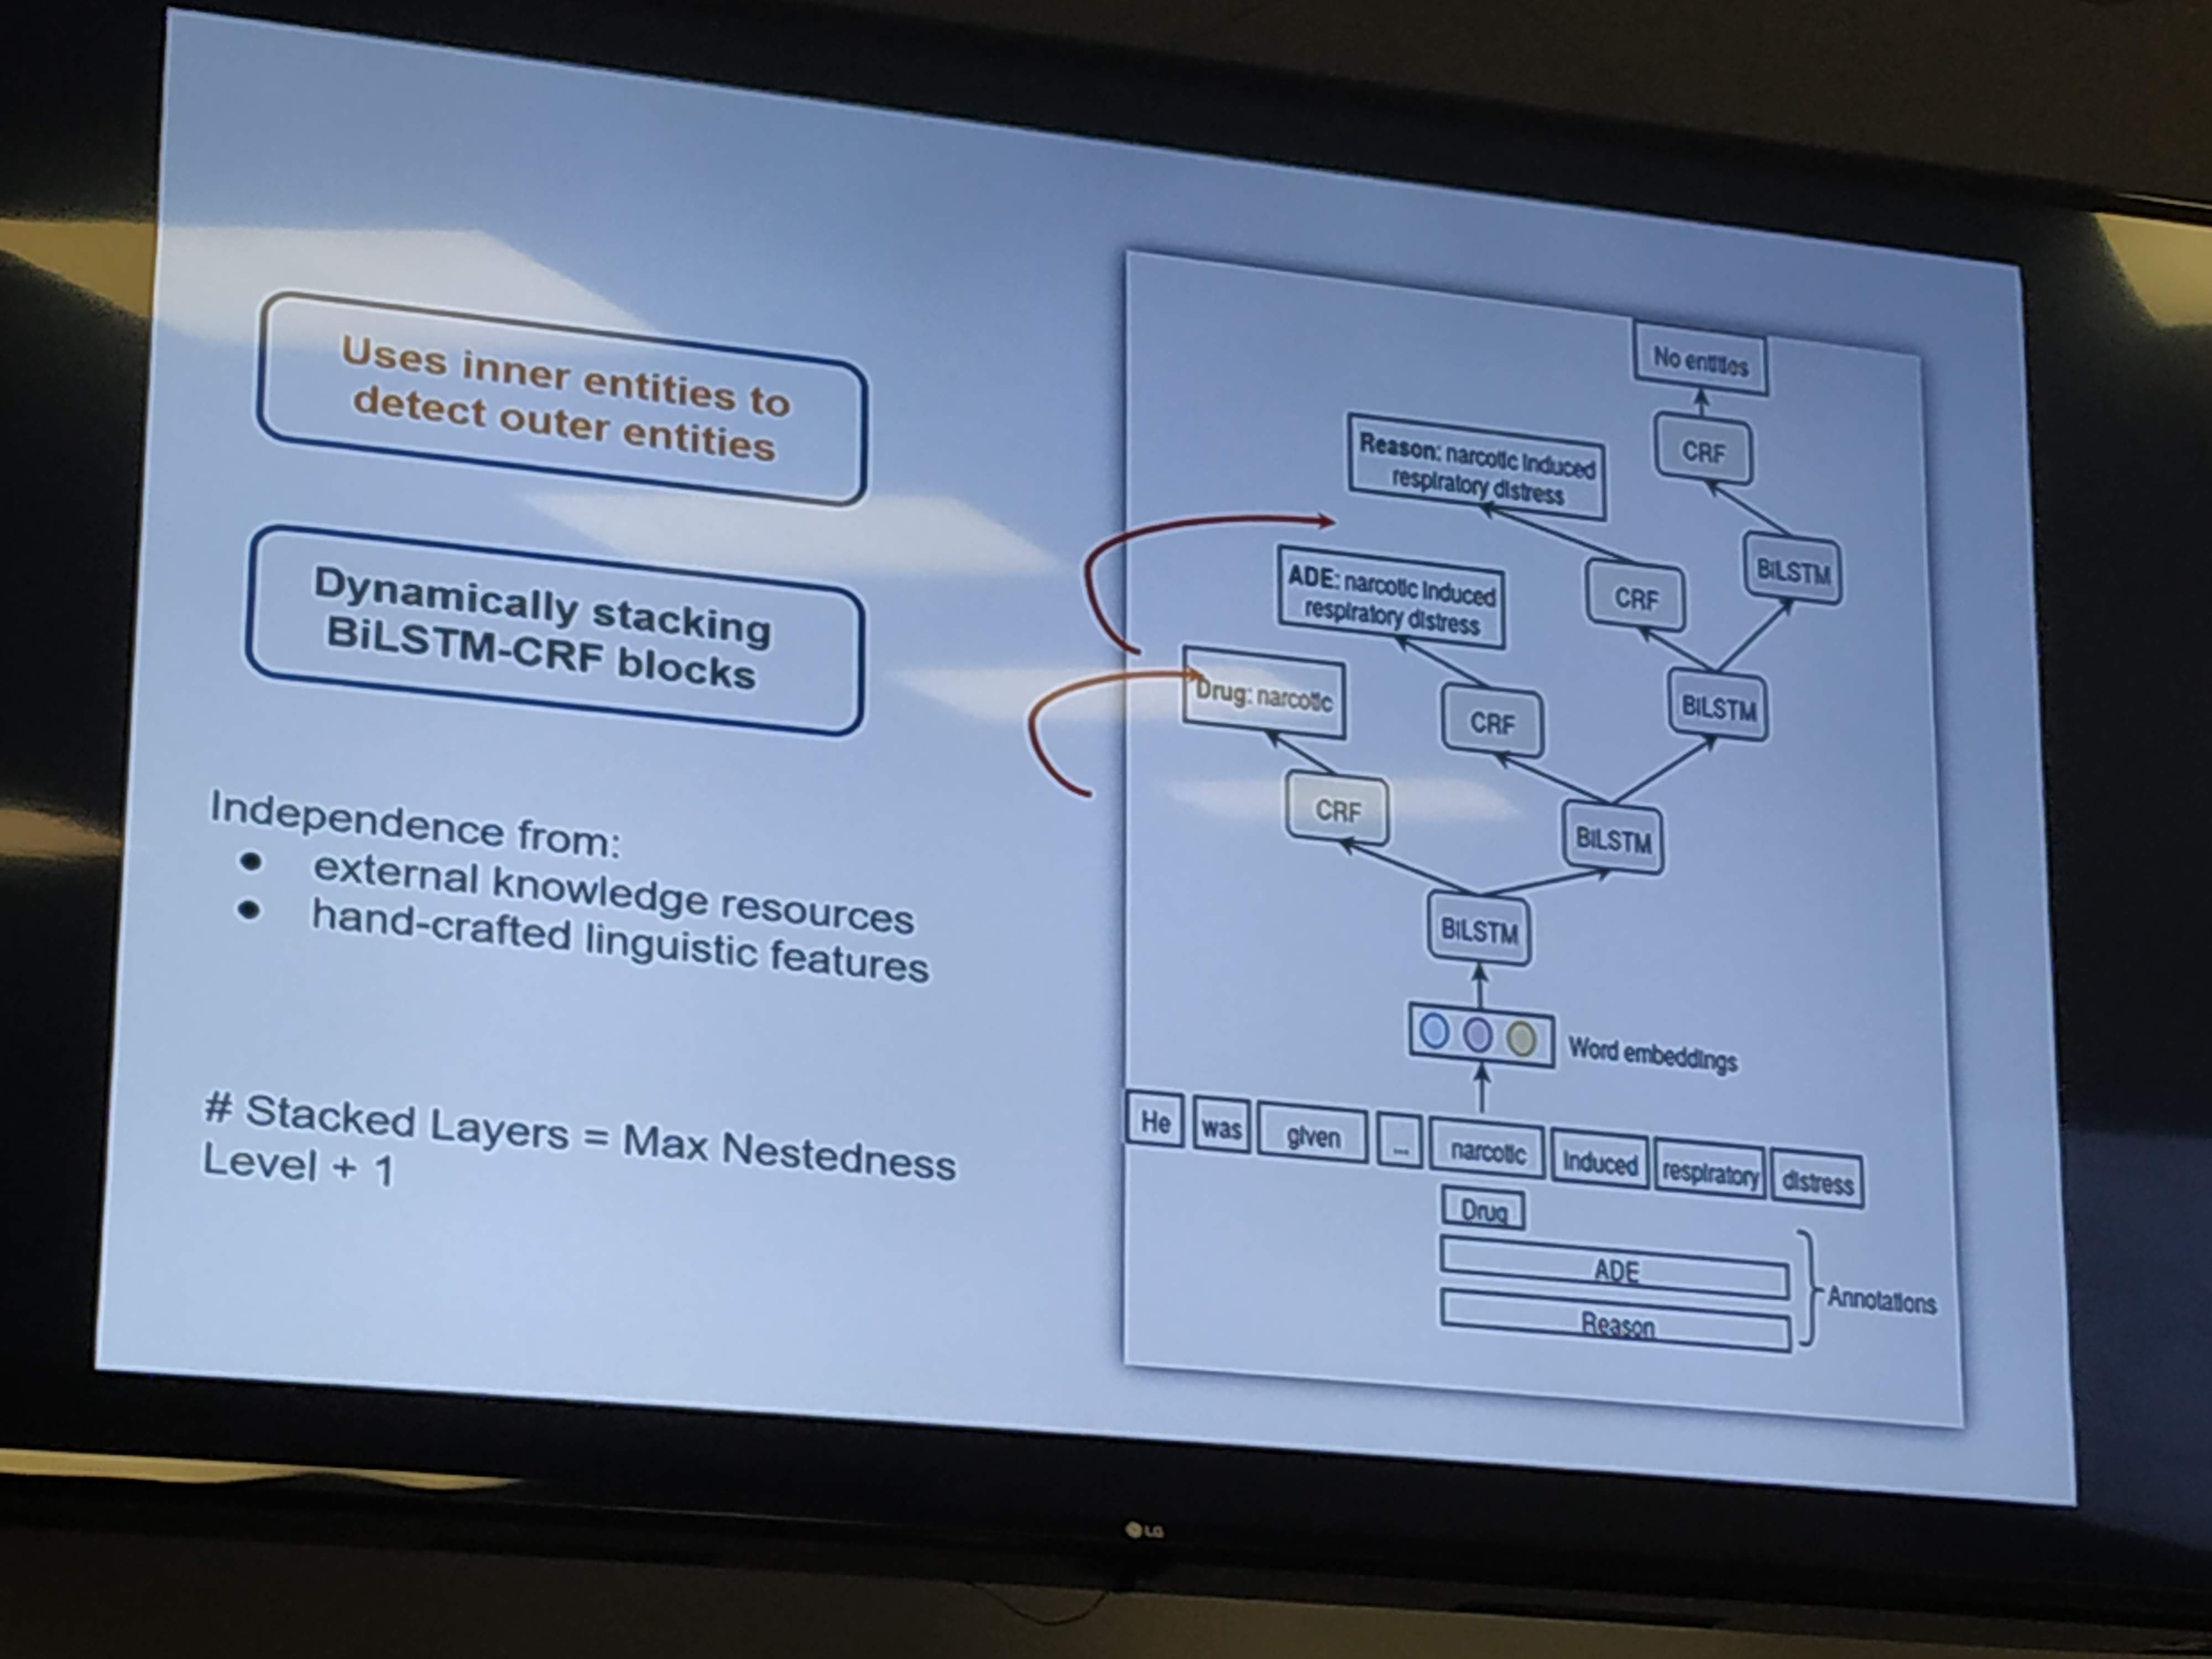 Uses inner entities to
detect outer entities
Dynamically stacking
BiLSTM-CRF blocks
Independence from:
● external knowledge resources
● hand-crafted linguistic features
# Stacked Layers = Max Nestedness
Level + 1
No entities
CRF
Reason: narcotic induced
respiratory distress
BiLSTM
CRF
ADE: narcotic induced
respiratory distress
BiLSTM
CRF
Drug: narcotic
BiLSTM
CRF
BiLSTM
Word embeddings
He was given ... narcotic induced respiratory distress
Drug
ADE
Reason
Annotations
LG